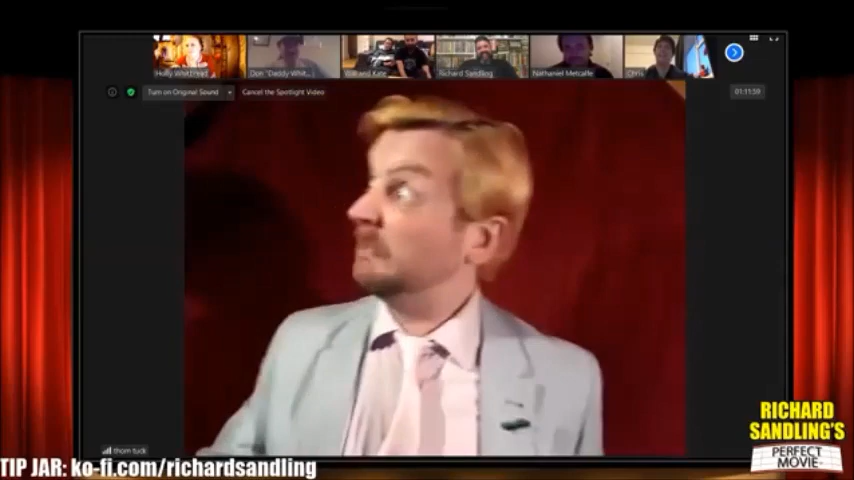 Holly Whitehead
Don "Daddy Whit...
Will and Kate
Richard Sandling
Nathaniel Metcalfe
Chris
Turn on Original Sound
Cancel the Spotlight Video
01:11:59
thom tuck
RICHARD
SANDLING'S
PERFECT
MOVIE
TIP JAR: ko-fi.com/richardsandling